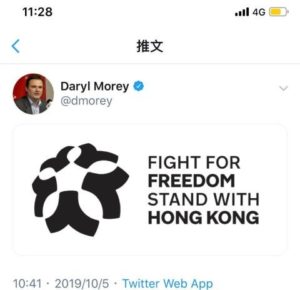 11:28
4G
推文
Daryl Morey
@dmorey
FIGHT FOR
FREEDOM
STAND WITH
HONG KONG
10:41 · 2019/10/5 · Twitter Web App